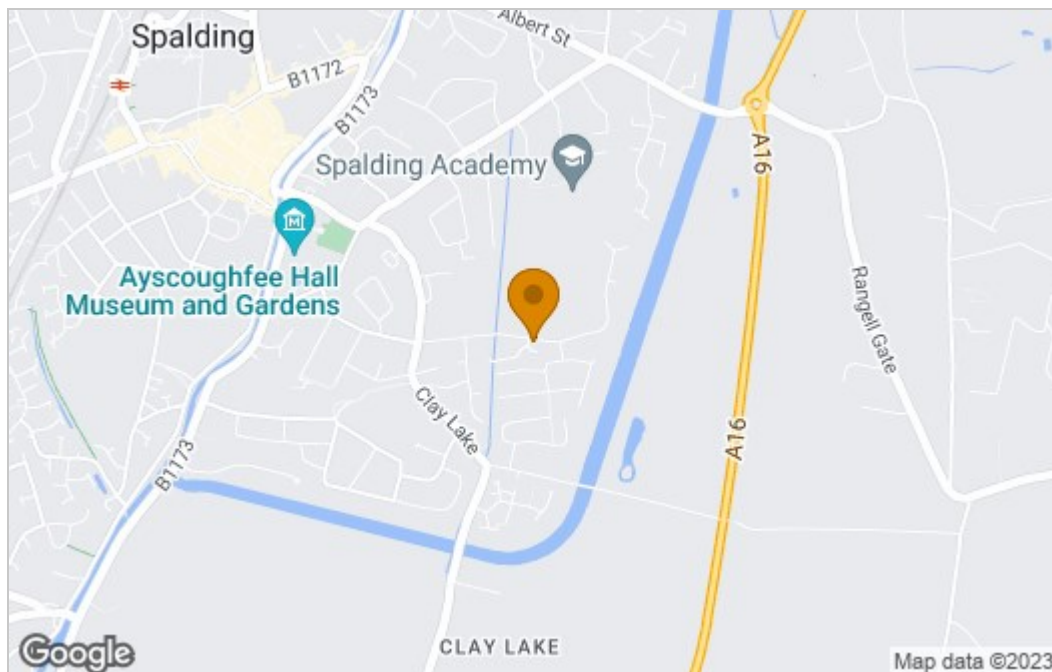 Albert St
Spalding
B1172
B1173
A16
Spalding Academy
M
Ayscoughfee Hall
Museum and Gardens
Rangell Gate
Clay Lake
A16
B1173
CLAY LAKE
Google
Map data ©2023